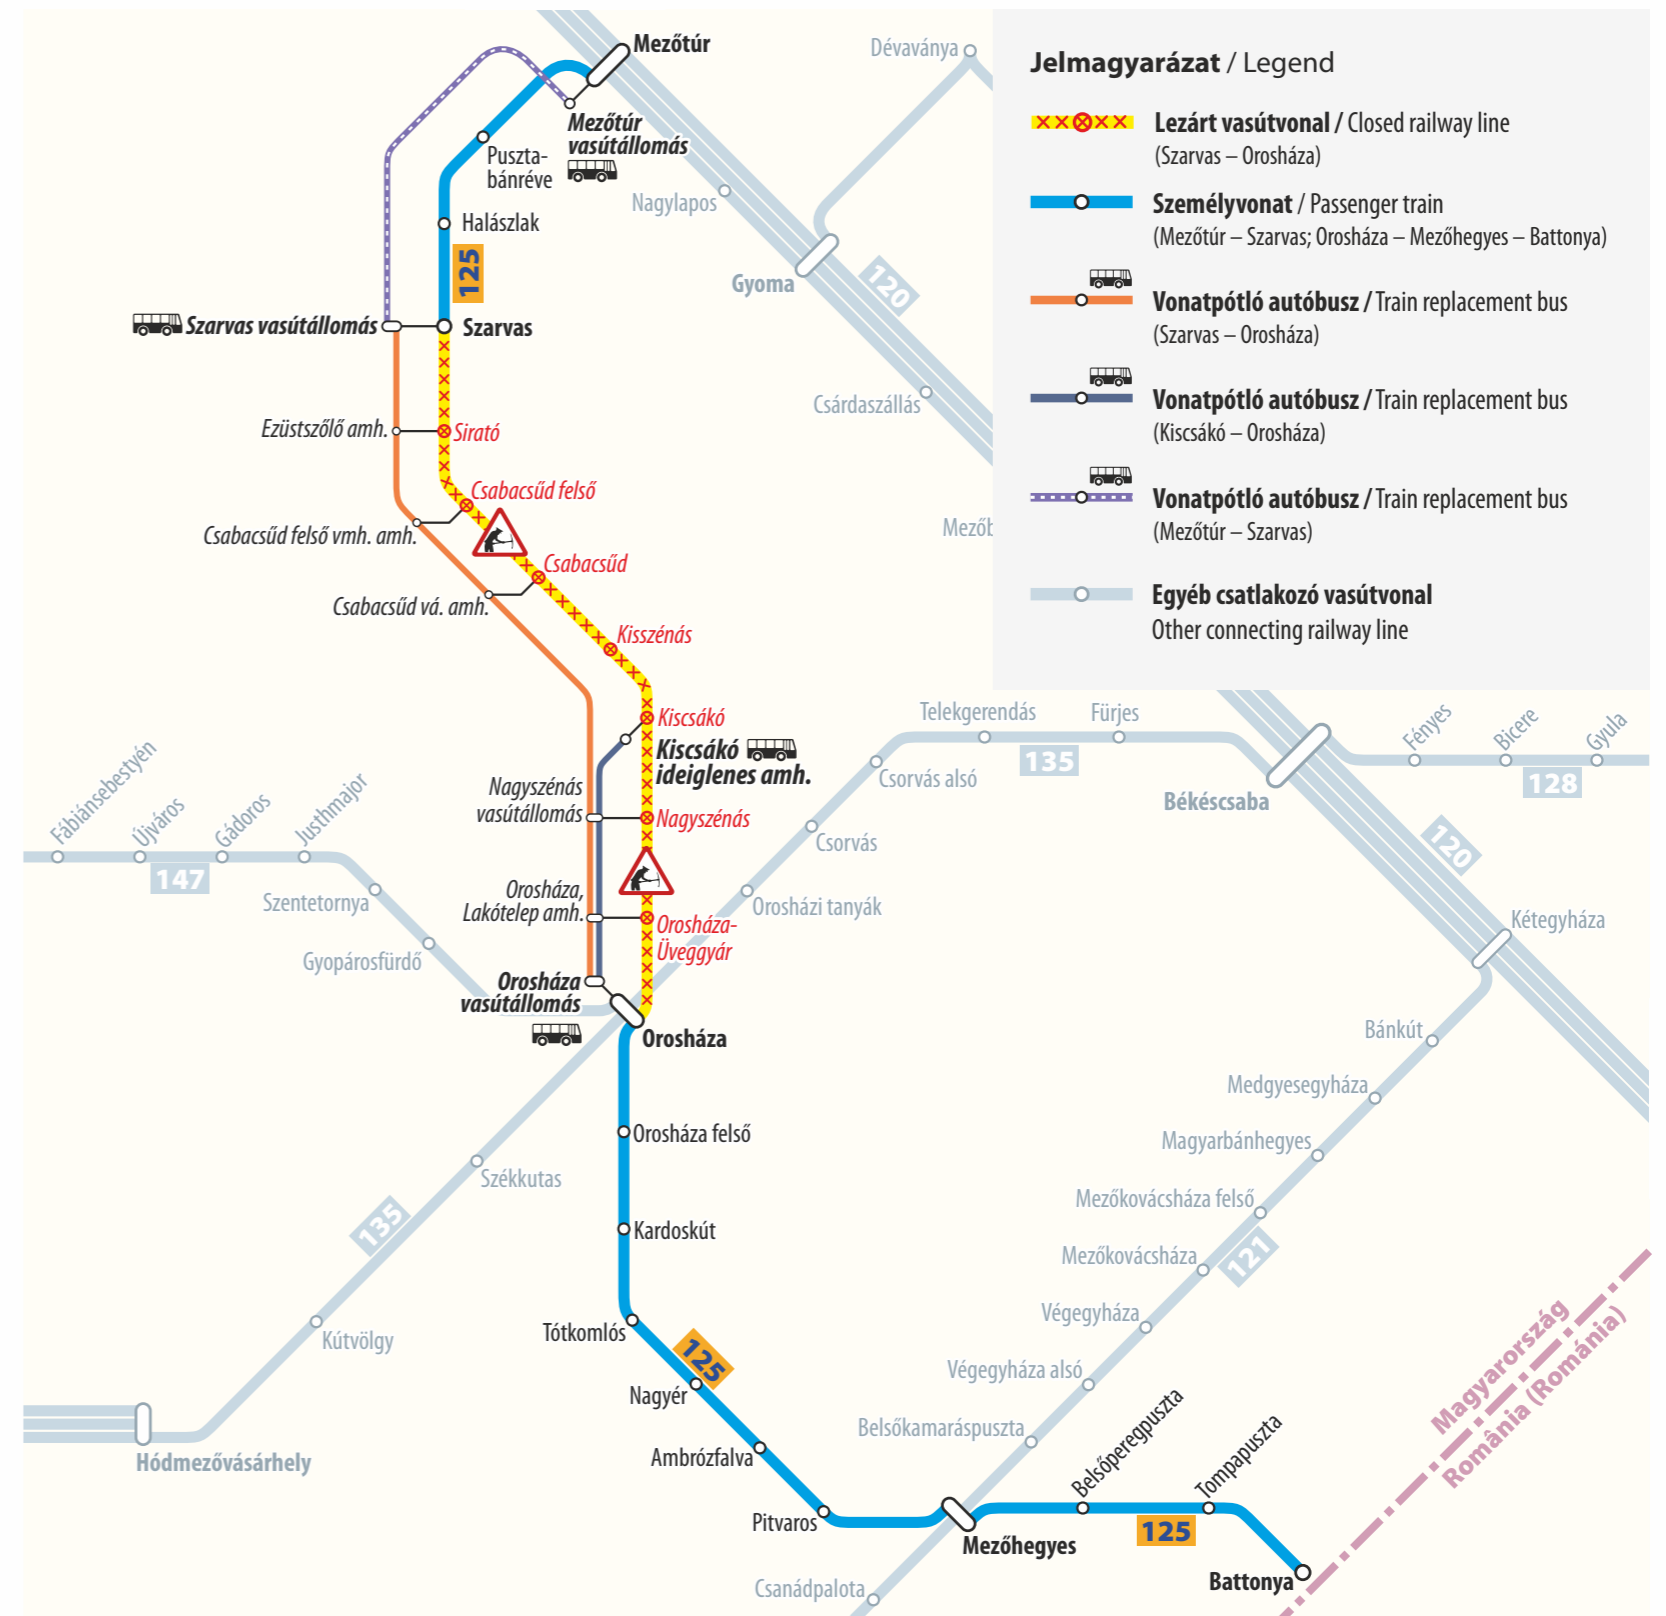 Jelmagyarázat / Legend
Lezárt vasútvonal / Closed railway line
(Szarvas – Orosháza)
Személyvonat / Passenger train
(Mezőtúr – Szarvas; Orosháza – Mezőhegyes – Battonya)
Vonatpótló autóbusz / Train replacement bus
(Szarvas – Orosháza)
Vonatpótló autóbusz / Train replacement bus
(Kiscsákó – Orosháza)
Vonatpótló autóbusz / Train replacement bus
(Mezőtúr – Szarvas)
Egyéb csatlakozó vasútvonal
Other connecting railway line
Mezőtúr
Mezőtúr
vasútállomás
Puszta-
bánréve
Halászlak
125
Szarvas vasútállomás
Szarvas
Ezüstszőlő amh.
Sirató
Csabacsűd felső
Csabacsűd felső vmh. amh.
Csabacsűd
Csabacsűd vá. amh.
Kisszénás
Kiscsákó
Kiscsákó
ideiglenes amh.
Nagyszénás
vasútállomás
Nagyszénás
Orosháza,
Lakótelep amh.
Orosháza-
Üveggyár
Orosháza
vasútállomás
Orosháza
Orosháza felső
Kardoskút
Tótkomlós
125
Nagyér
Ambrózfalva
Pitvaros
Mezőhegyes
Belsőperegpuszta
125
Tompapuszta
Battonya
Dévaványa
Nagylapos
Gyoma
120
Csárdaszállás
Mezőb
Telekgerendás
Fürjes
135
Csorvás alsó
Csorvás
Orosházi tanyák
Békéscsaba
Fényes
Bicere
Gyula
128
120
Kétegyháza
Bánkút
Medgyesegyháza
Magyarbánhegyes
Mezőkovácsháza felső
Mezőkovácsháza
121
Végegyháza
Végegyháza alsó
Belsőkamaráspuszta
Csanádpalota
Fábiánsebestyén
Újváros
Gádoros
Justhmajor
147
Szentetornya
Gyopárosfürdő
Székkutas
135
Kútvölgy
Hódmezővásárhely
Magyarország
România (Románia)